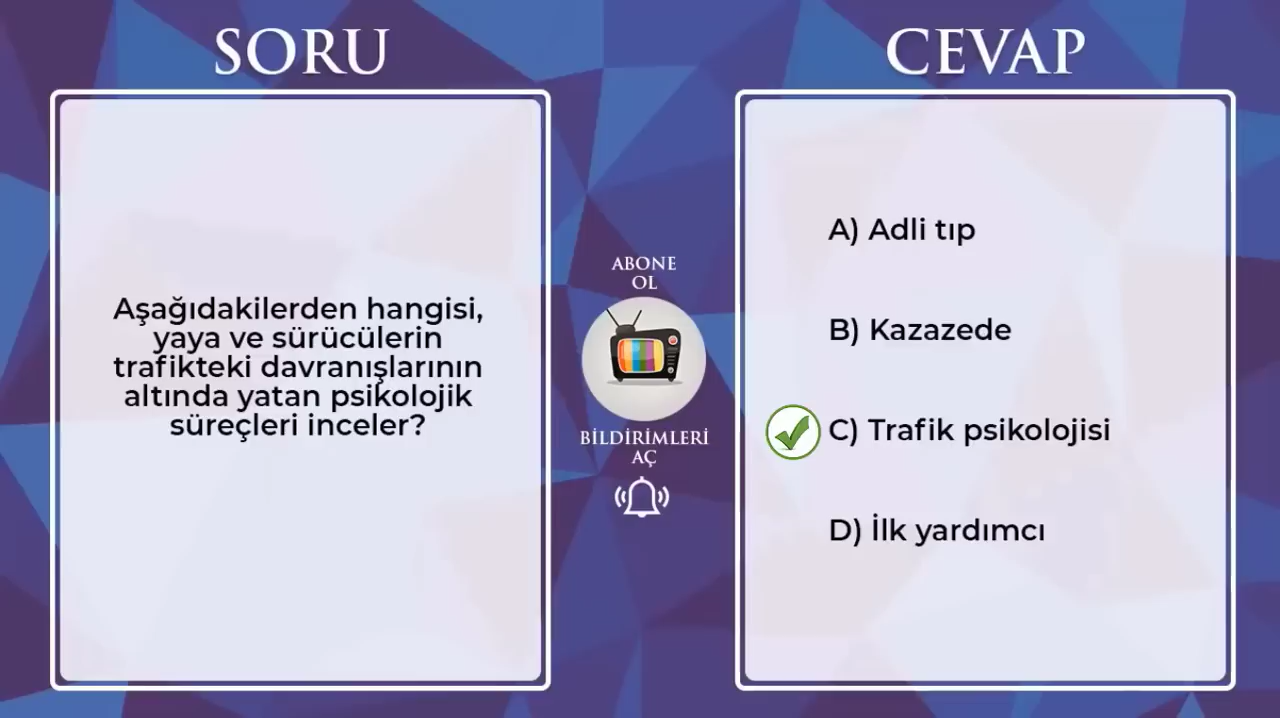 SORU
Aşağıdakilerden hangisi,
yaya ve sürücülerin
trafikteki davranışlarının
altında yatan psikolojik
süreçleri inceler?
ABONE
OL
BİLDİRİMLERİ
AÇ
CEVAP
A) Adli tıp
B) Kazazede
C) Trafik psikolojisi
D) İlk yardımcı